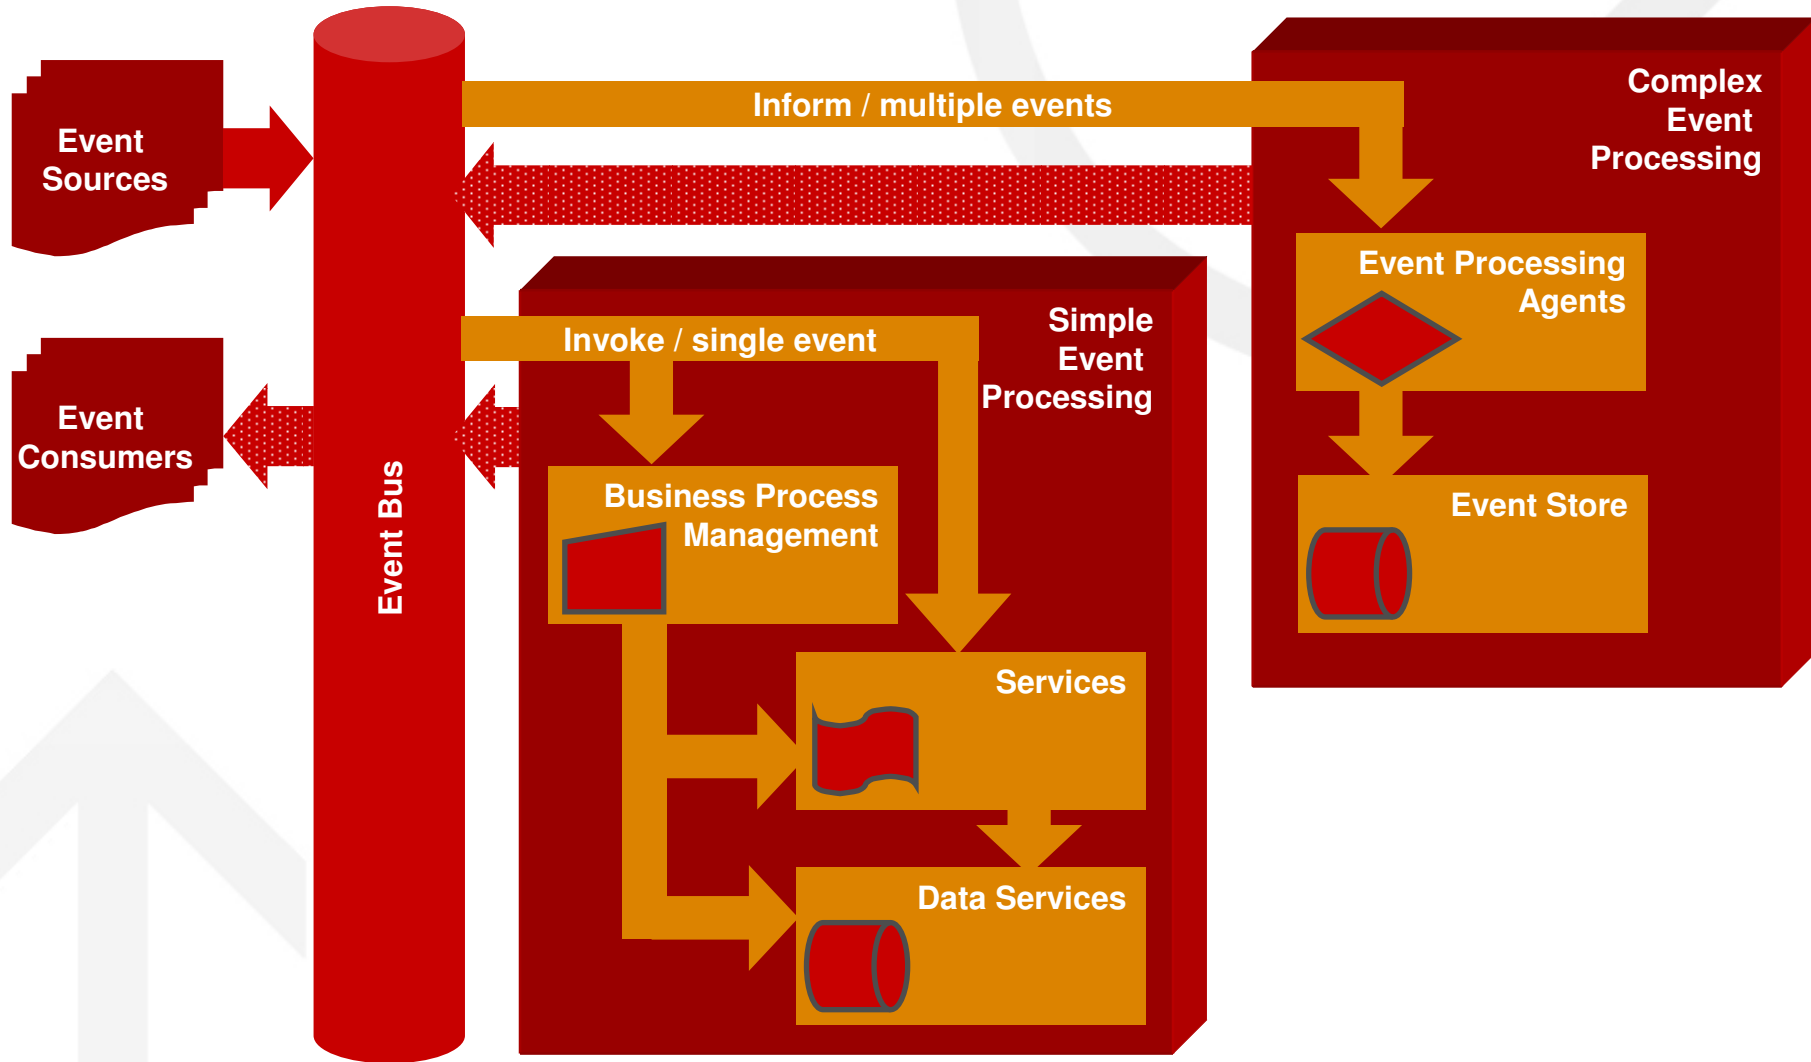 Event
Sources
Inform / multiple events
Complex
Event
Processing
Event Processing
Agents
Event Store
Event
Consumers
Event Bus
Invoke / single event
Simple
Event
Processing
Business Process
Management
Services
Data Services